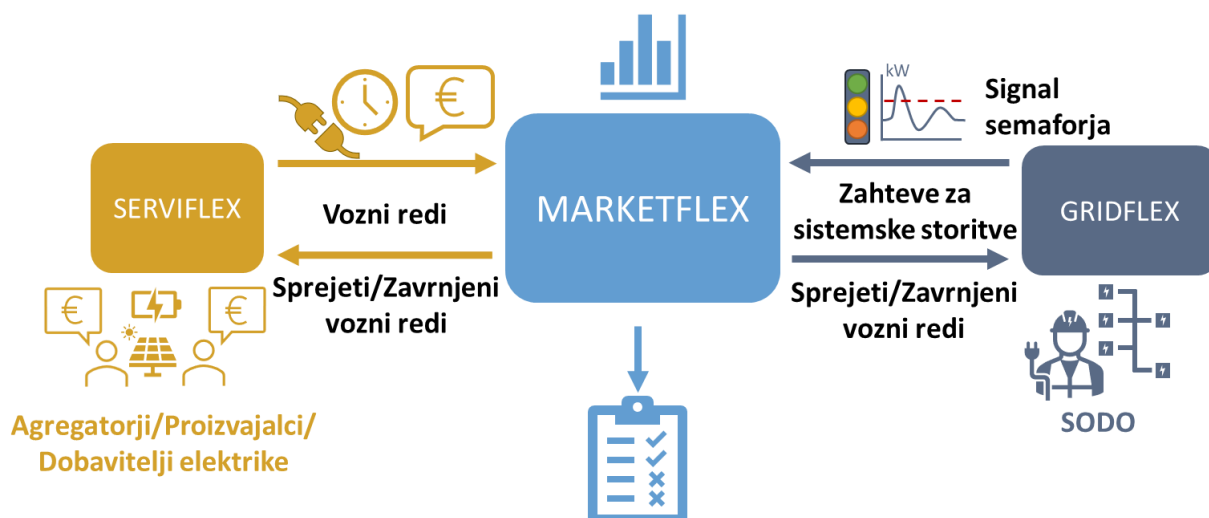 kW
€
Signal
semaforja
SERVIFLEX
Vozni redi
MARKETFLEX
Zahteve za
sistemske storitve
GRIDFLEX
Sprejeti/Zavrnjeni
vozni redi
Sprejeti/Zavrnjeni
vozni redi
€
€
Agregatorji/Proizvajalci/
Dobavitelji elektrike
SODO